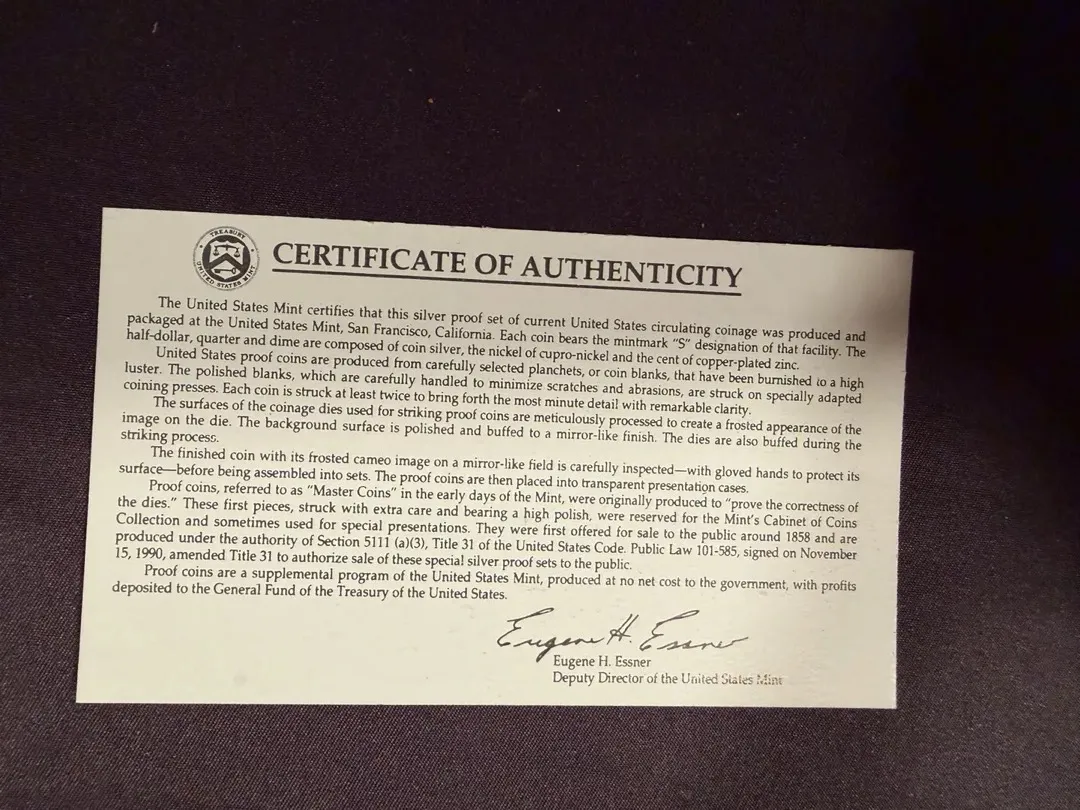 TREASURY
UNITED STATES MINT
CERTIFICATE OF AUTHENTICITY
The United States Mint certifies that this silver proof set of current United States circulating coinage was produced and
packaged at the United States Mint, San Francisco, California. Each coin bears the mintmark "S" designation of that facility. The
half-dollar, quarter and dime are composed of coin silver, the nickel of cupro-nickel and the cent of copper-plated zinc.
United States proof coins are produced from carefully selected planchets, or coin blanks, that have been burnished to a high
luster. The polished blanks, which are carefully handled to minimize scratches and abrasions, are struck on specially adapted
coining presses. Each coin is struck at least twice to bring forth the most minute detail with remarkable clarity.
The surfaces of the coinage dies used for striking proof coins are meticulously processed to create a frosted appearance of the
image on the die. The background surface is polished and buffed to a mirror-like finish. The dies are also buffed during the
striking process.
The finished coin with its frosted cameo image on a mirror-like field is carefully inspected—with gloved hands to protect its
surface—before being assembled into sets. The proof coins are then placed into transparent presentation cases.
Proof coins, referred to as "Master Coins" in the early days of the Mint, were originally produced to "prove the correctness of
the dies." These first pieces, struck with extra care and bearing a high polish, were reserved for the Mint's Cabinet of Coins
Collection and sometimes used for special presentations. They were first offered for sale to the public around 1858 and are
produced under the authority of Section 5111 (a)(3), Title 31 of the United States Code. Public Law 101-585, signed on November
15, 1990, amended Title 31 to authorize sale of these special silver proof sets to the public.
Proof coins are a supplemental program of the United States Mint, produced at no net cost to the government, with profits
deposited to the General Fund of the Treasury of the United States.
Eugene H. Essner
Eugene H. Essner
Deputy Director of the United States Mint